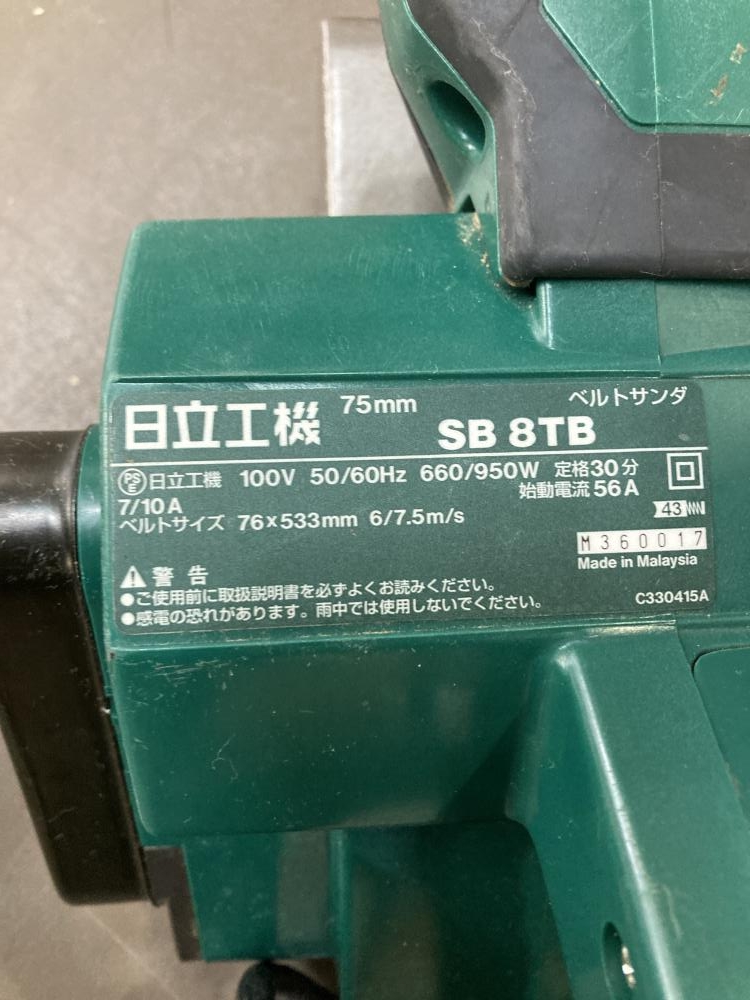 日立工機 75mm ベルトサンダ
SB 8TB
PSE 日立工機 100V 50/60Hz 660/950W 定格30分
7/10A 始動電流56A
ベルトサイズ 76×533mm 6/7.5m/s
43
M360017
Made in Malaysia
警告
●ご使用前に取扱説明書を必ずよくお読みください。
●感電の恐れがあります。雨中では使用しないでください。
C330415A